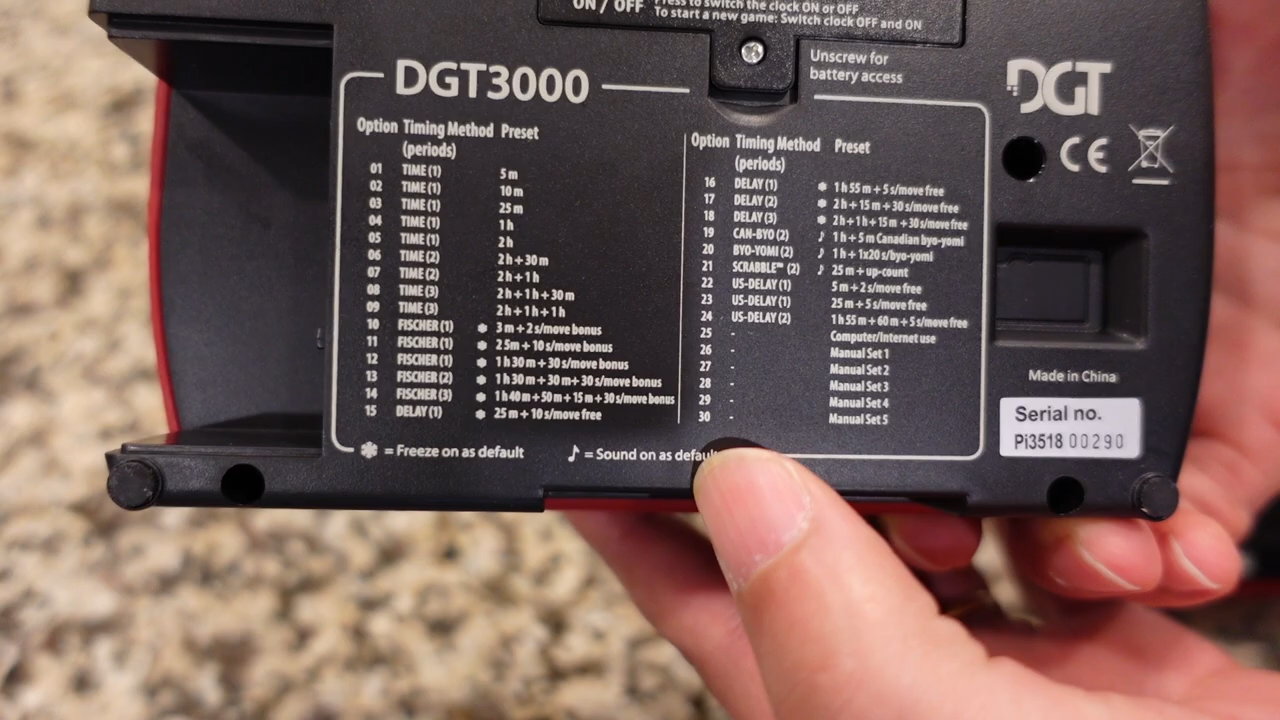 ON / OFF Press to switch the clock ON or OFF
To start a new game: Switch clock OFF and ON
Unscrew for
battery access
DGT3000
DGT
CE
Option Timing Method Preset
(periods)
01 TIME (1) 5 m
02 TIME (1) 10 m
03 TIME (1) 25 m
04 TIME (1) 1 h
05 TIME (1) 2 h
06 TIME (2) 2 h + 30 m
07 TIME (2) 2 h + 1 h
08 TIME (3) 2 h + 1 h + 30 m
09 TIME (3) 2 h + 1 h + 1 h
10 FISCHER (1) ❄ 3 m + 2 s/move bonus
11 FISCHER (1) ❄ 25 m + 10 s/move bonus
12 FISCHER (1) ❄ 1 h 30 m + 30 s/move bonus
13 FISCHER (2) ❄ 1 h 30 m + 30 m + 30 s/move bonus
14 FISCHER (3) ❄ 1 h 40 m + 50 m + 15 m + 30 s/move bonus
15 DELAY (1) ❄ 25 m + 10 s/move free
Option Timing Method Preset
(periods)
16 DELAY (1) ❄ 1 h 55 m + 5 s/move free
17 DELAY (2) ❄ 2 h + 15 m + 30 s/move free
18 DELAY (3) ❄ 2 h + 1 h + 15 m + 30 s/move free
19 CAN-BYO (2) ♪ 1 h + 5 m Canadian byo-yomi
20 BYO-YOMI (2) ♪ 1 h + 1x20 s/byo-yomi
21 SCRABBLE™ (2) ♪ 25 m + up-count
22 US-DELAY (1) 5 m + 2 s/move free
23 US-DELAY (1) 25 m + 5 s/move free
24 US-DELAY (2) 1 h 55 m + 60 m + 5 s/move free
25 - Computer/Internet use
26 - Manual Set 1
27 - Manual Set 2
28 - Manual Set 3
29 - Manual Set 4
30 - Manual Set 5
❄ = Freeze on as default ♪ = Sound on as default
Made in China
Serial no.
Pi3518 00290